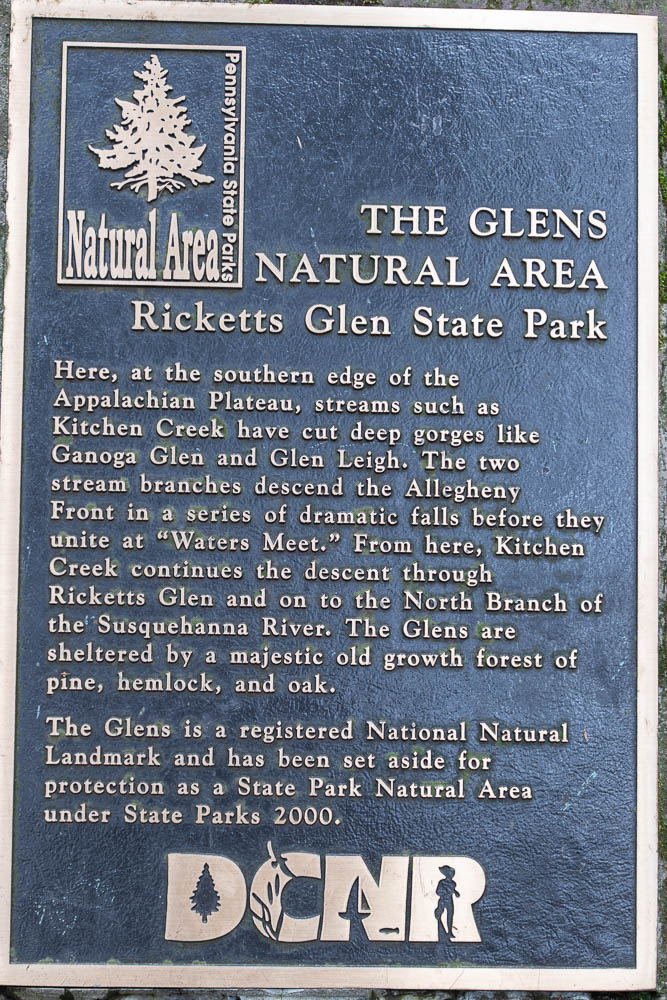 Pennsylvania State Parks
Natural Area
THE GLENS
NATURAL AREA
Ricketts Glen State Park
Here, at the southern edge of the
Appalachian Plateau, streams such as
Kitchen Creek have cut deep gorges like
Ganoga Glen and Glen Leigh. The two
stream branches descend the Allegheny
Front in a series of dramatic falls before they
unite at “Waters Meet.” From here, Kitchen
Creek continues the descent through
Ricketts Glen and on to the North Branch of
the Susquehanna River. The Glens are
sheltered by a majestic old growth forest of
pine, hemlock, and oak.
The Glens is a registered National Natural
Landmark and has been set aside for
protection as a State Park Natural Area
under State Parks 2000.
DCNR